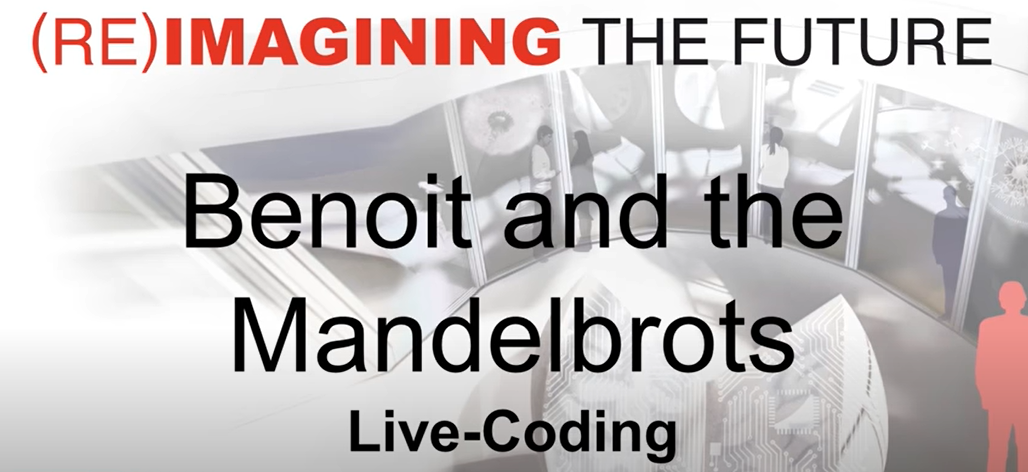 (RE)IMAGINING THE FUTURE
Benoit and the
Mandelbrots
Live-Coding